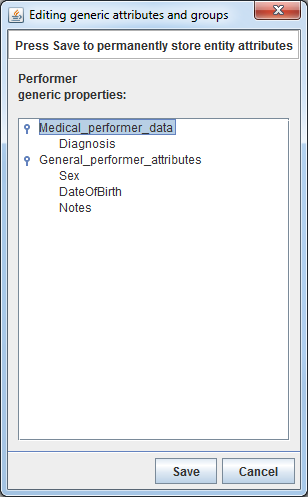 Editing generic attributes and groups
Press Save to permanently store entity attributes
Performer
generic properties:
Medical_performer_data
Diagnosis
General_performer_attributes
Sex
DateOfBirth
Notes
Save Cancel